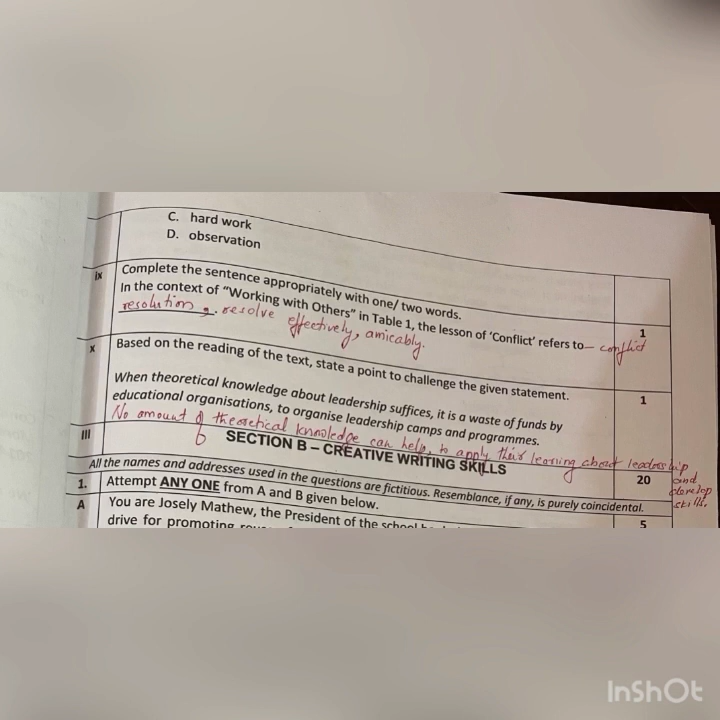 C. hard work
D. observation
ix Complete the sentence appropriately with one/ two words.
In the context of “Working with Others” in Table 1, the lesson of ‘Conflict’ refers to – conflict 1
resolution, resolve effectively, amicably.
x Based on the reading of the text, state a point to challenge the given statement. 1
When theoretical knowledge about leadership suffices, it is a waste of funds by
educational organisations, to organise leadership camps and programmes.
No amount of theoretical knowledge can help, to apply their learning about leadership and develop skills.
III SECTION B – CREATIVE WRITING SKILLS 20
All the names and addresses used in the questions are fictitious. Resemblance, if any, is purely coincidental.
1. Attempt ANY ONE from A and B given below.
A You are Josely Mathew, the President of the school 5
drive for promoting
InShOt